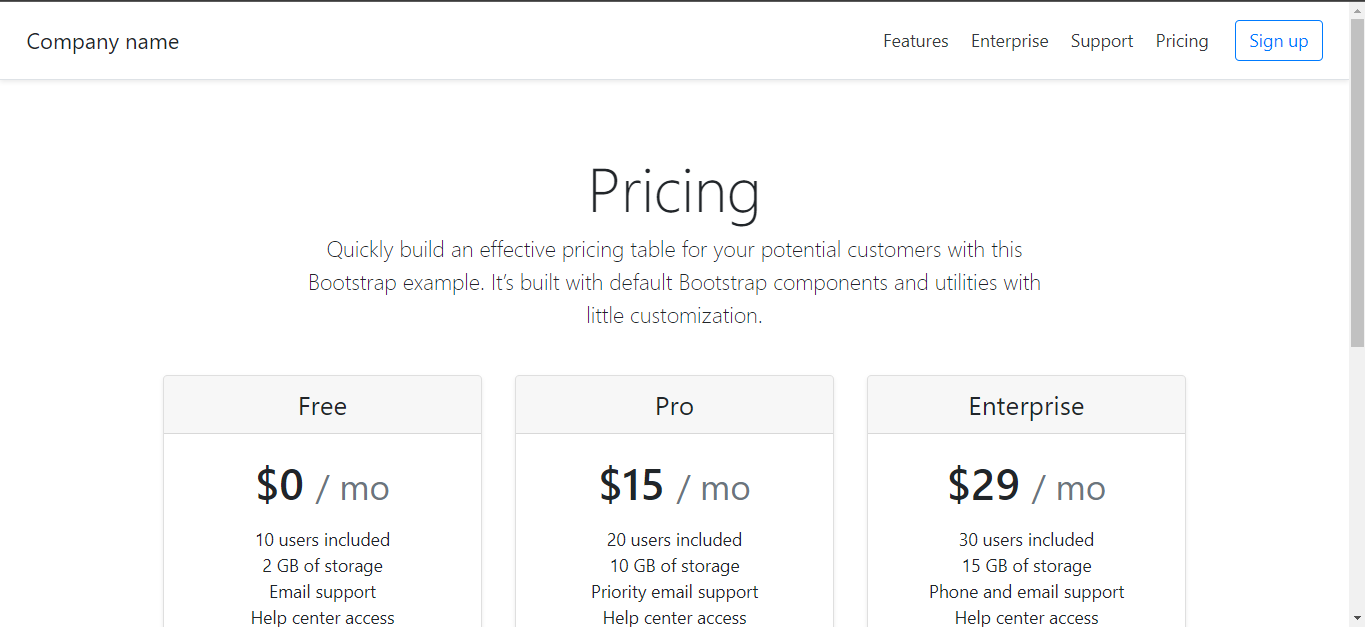 Company name
Features Enterprise Support Pricing Sign up
Pricing
Quickly build an effective pricing table for your potential customers with this
Bootstrap example. It’s built with default Bootstrap components and utilities with
little customization.
Free
$0 / mo
10 users included
2 GB of storage
Email support
Help center access
Pro
$15 / mo
20 users included
10 GB of storage
Priority email support
Help center access
Enterprise
$29 / mo
30 users included
15 GB of storage
Phone and email support
Help center access